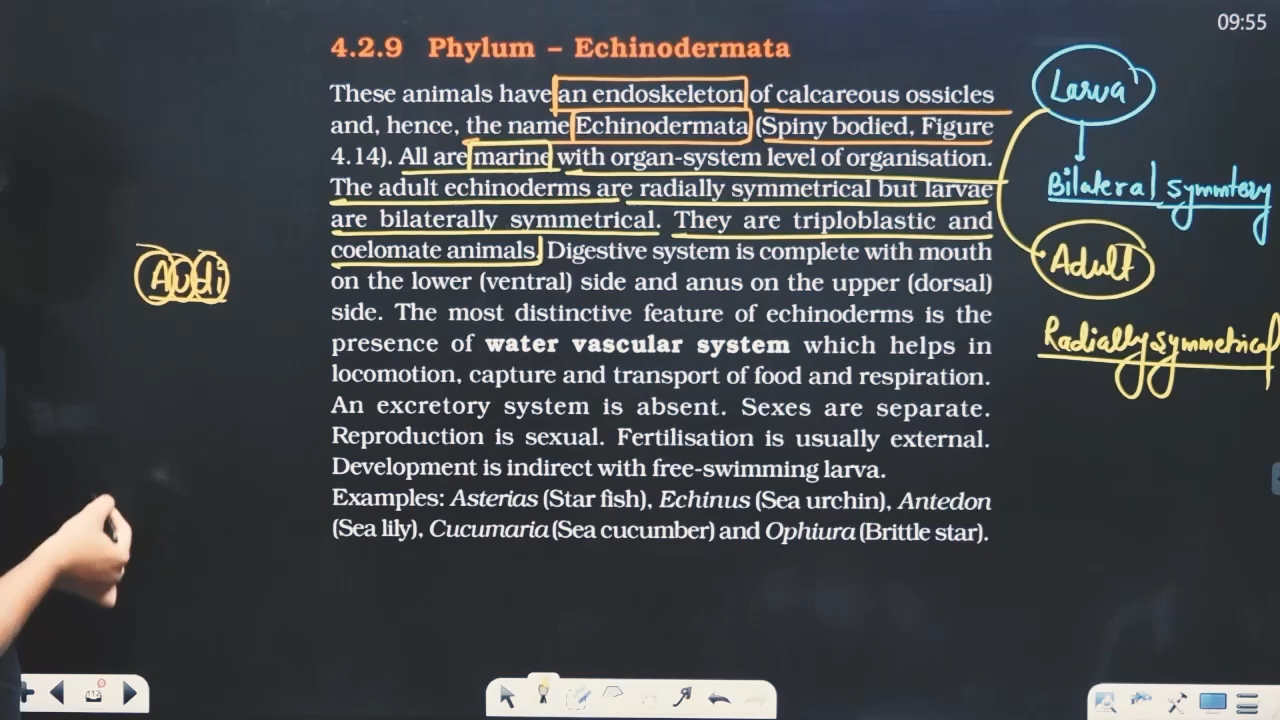 09:55
4.2.9 Phylum – Echinodermata
These animals have an endoskeleton of calcareous ossicles
and, hence, the name Echinodermata (Spiny bodied, Figure
4.14). All are marine with organ-system level of organisation.
The adult echinoderms are radially symmetrical but larvae
are bilaterally symmetrical. They are triploblastic and
coelomate animals. Digestive system is complete with mouth
on the lower (ventral) side and anus on the upper (dorsal)
side. The most distinctive feature of echinoderms is the
presence of water vascular system which helps in
locomotion, capture and transport of food and respiration.
An excretory system is absent. Sexes are separate.
Reproduction is sexual. Fertilisation is usually external.
Development is indirect with free-swimming larva.
Examples: Asterias (Star fish), Echinus (Sea urchin), Antedon
(Sea lily), Cucumaria (Sea cucumber) and Ophiura (Brittle star).
Audi
Larva
Bilateral symmtery
Adult
Radially symmetrical
112